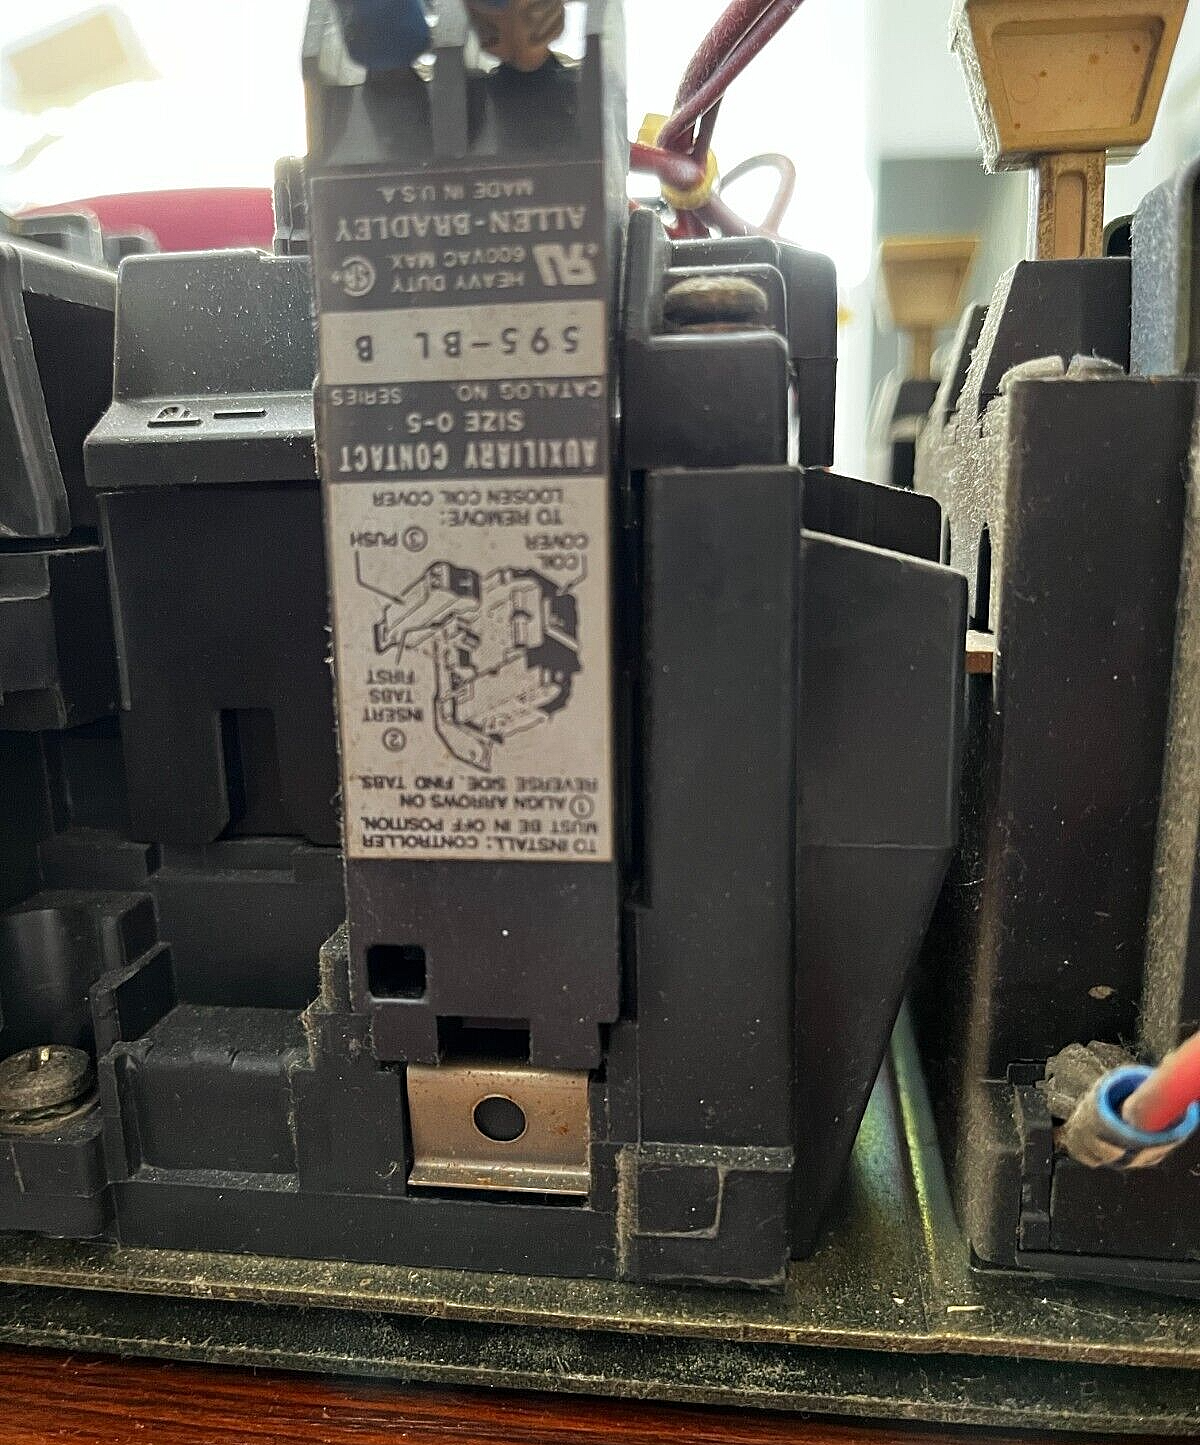 TO INSTALL: CONTROLLER
MUST BE IN OFF POSITION.
① ALIGN ARROWS ON
REVERSE SIDE. FIND TABS.
② INSERT
TABS
FIRST
COIL
COVER
③ PUSH
TO REMOVE:
LOOSEN COIL COVER
AUXILIARY CONTACT
SIZE 0-5
CATALOG NO. SERIES
595-BL B
HEAVY DUTY
600VAC MAX.
ALLEN-BRADLEY
MADE IN U.S.A.